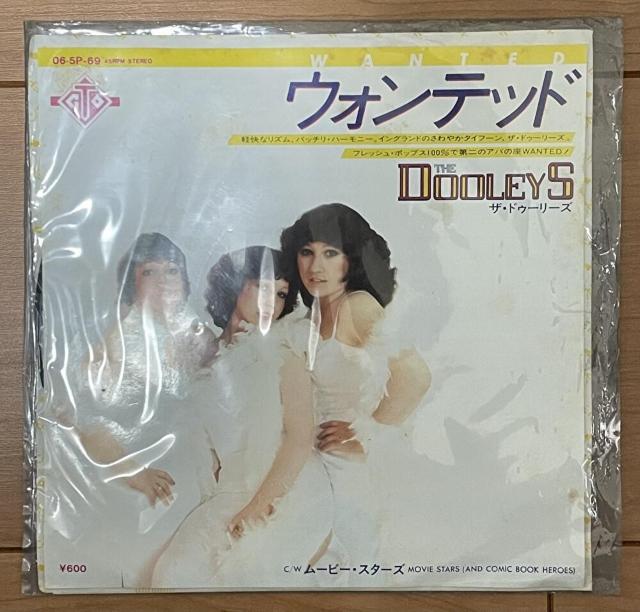 06·5P-69 45RPM STEREO
WANTED
GTO
ウォンテッド
軽快なリズム、バッチリ・ハーモニー。イングランドのさわやかタイフーン、ザ・ドゥーリーズ。
フレッシュ・ポップス100%で第二のアバの座WANTED!
THE
DOOLEYS
ザ・ドゥーリーズ
¥600
C/W ムービー・スターズ MOVIE STARS (AND COMIC BOOK HEROES)